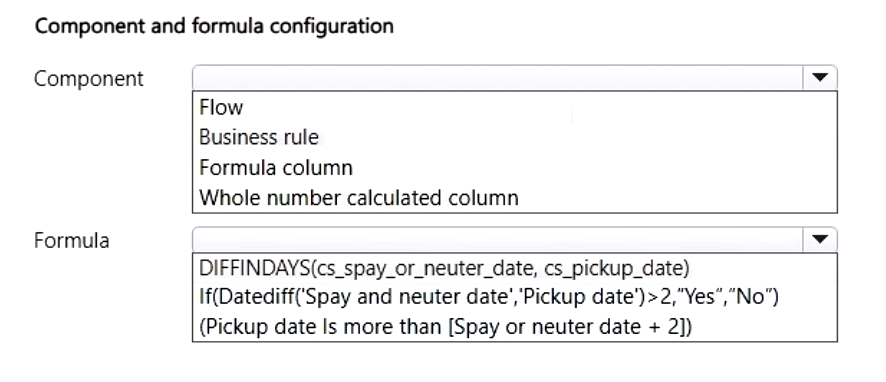 Component and formula configuration
Component
Flow
Business rule
Formula column
Whole number calculated column
Formula
DIFFINDAYS(cs_spay_or_neuter_date, cs_pickup_date)
If(Datediff('Spay and neuter date','Pickup date')>2,"Yes","No")
(Pickup date Is more than [Spay or neuter date + 2])